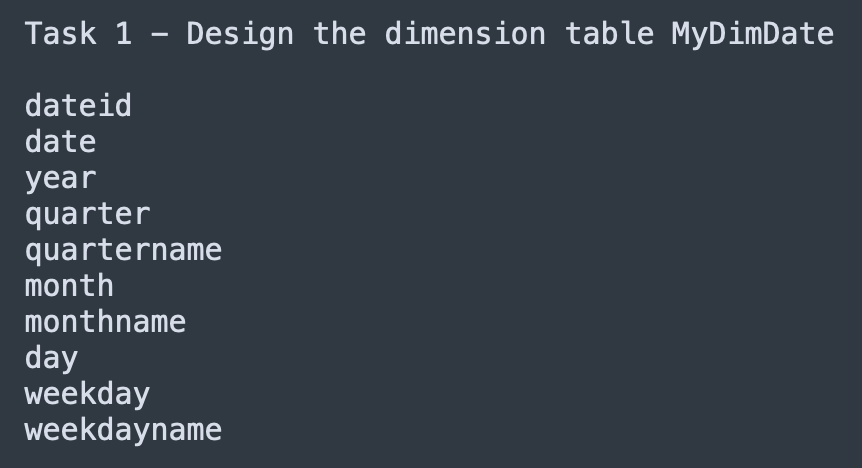 Task 1 – Design the dimension table MyDimDate
dateid
date
year
quarter
quartername
month
monthname
day
weekday
weekdayname